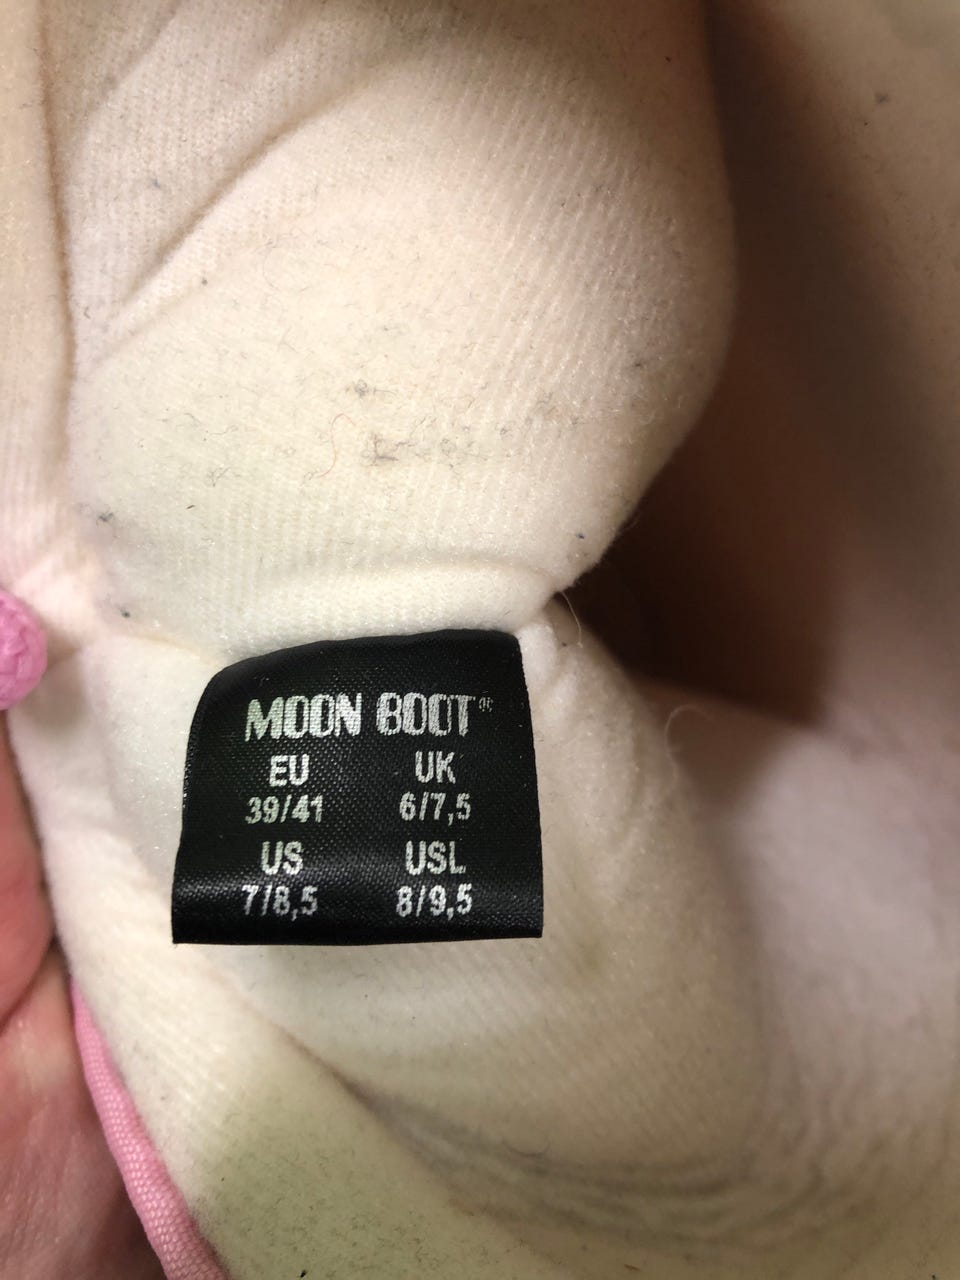 MOON BOOT®
EU UK
39/41 6/7,5
US USL
7/8,5 8/9,5